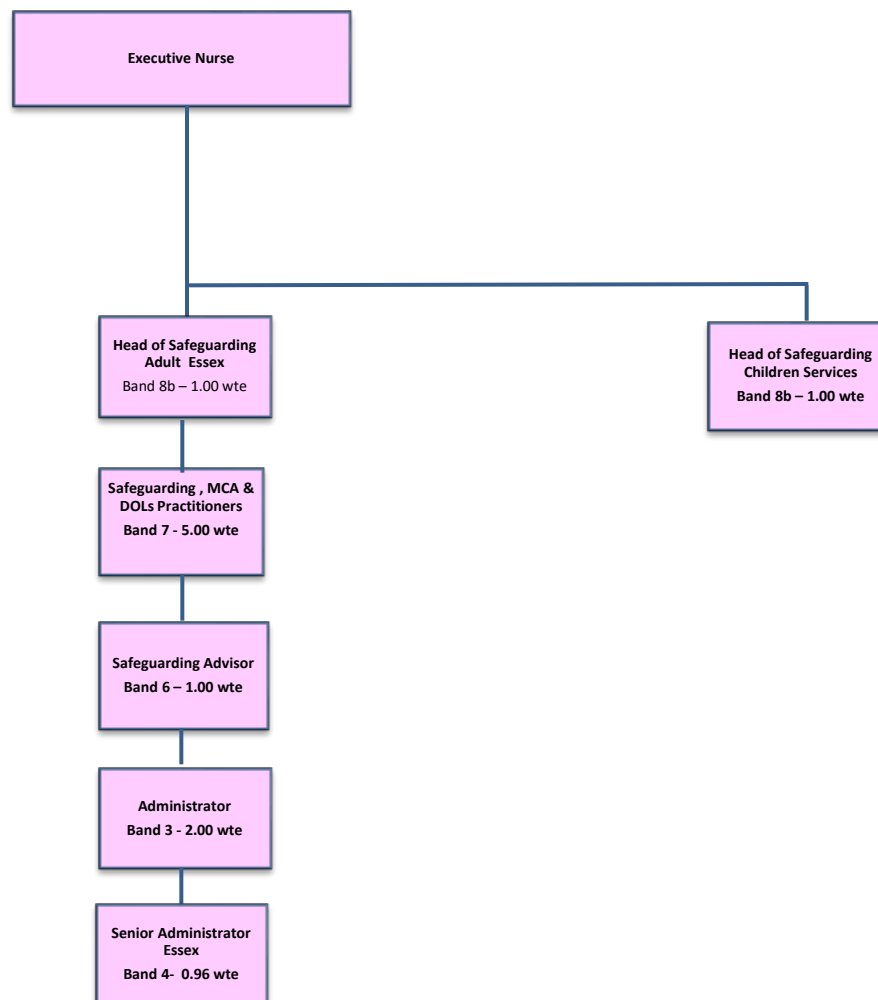 Executive Nurse
Head of Safeguarding
Adult Essex
Band 8b – 1.00 wte
Head of Safeguarding
Children Services
Band 8b – 1.00 wte
Safeguarding , MCA &
DOLs Practitioners
Band 7 - 5.00 wte
Safeguarding Advisor
Band 6 – 1.00 wte
Administrator
Band 3 - 2.00 wte
Senior Administrator
Essex
Band 4- 0.96 wte